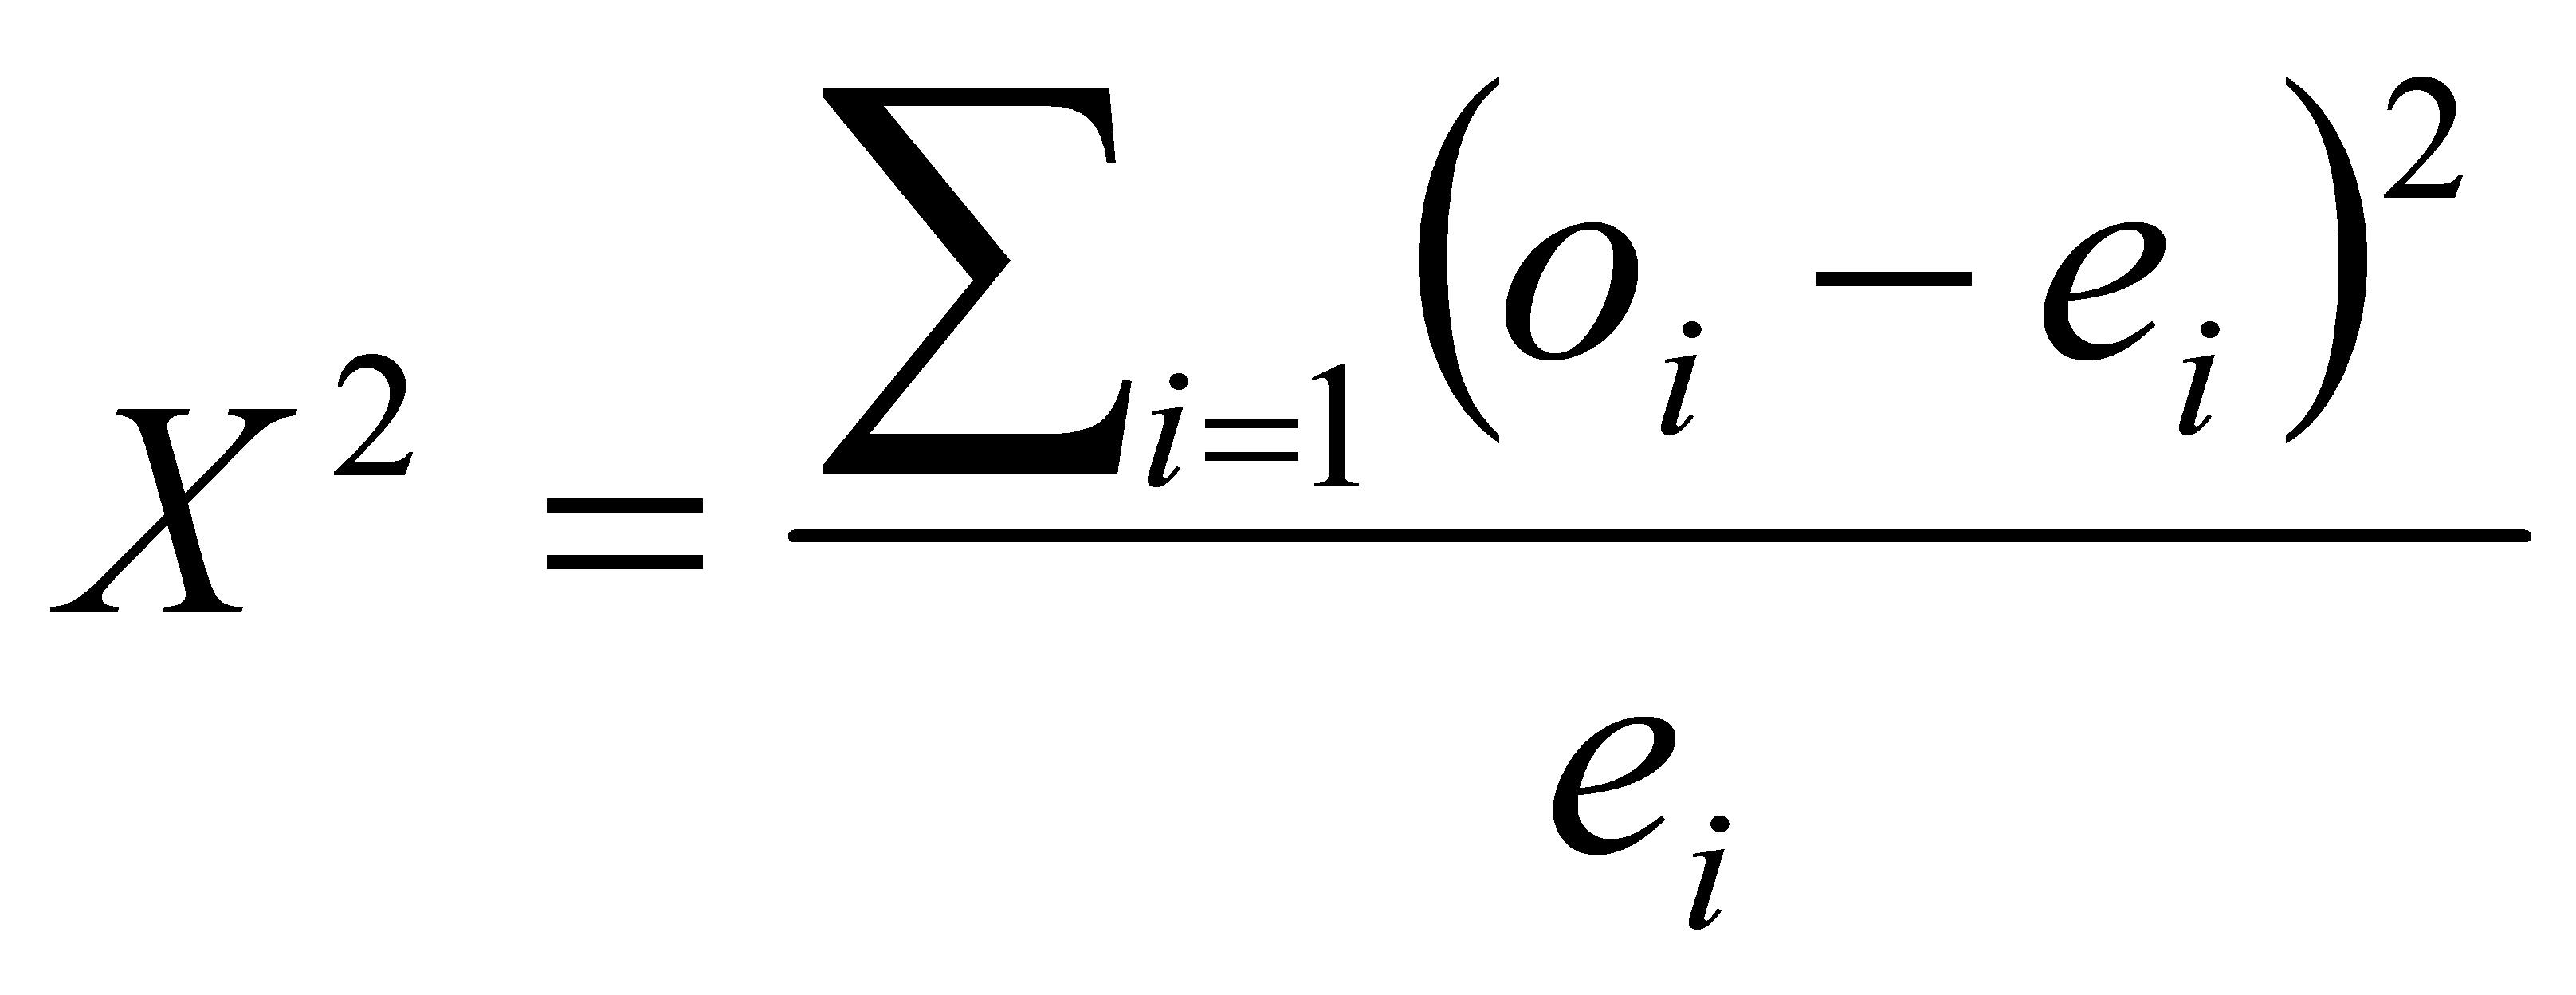 X² = ∑ᵢ₌₁(oᵢ − eᵢ)²
eᵢ